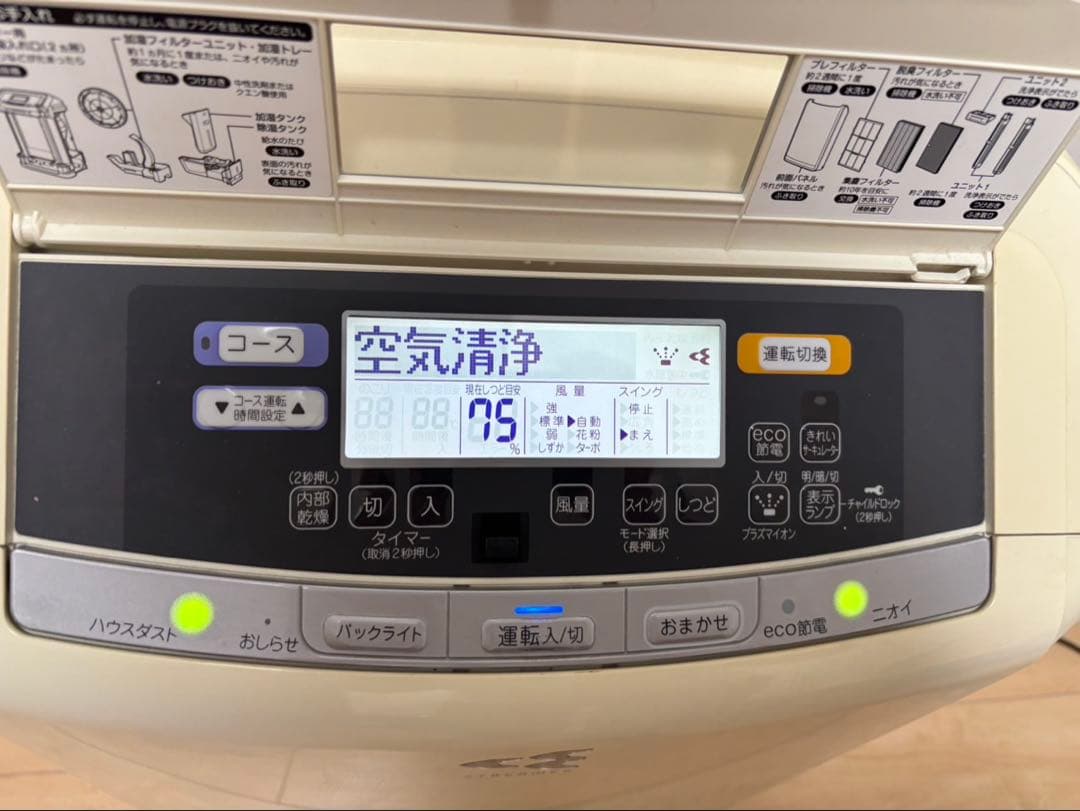 お手入れ 必ず運転を停止し、電源プラグを抜いてください。
加湿フィルターユニット・加湿トレー
約1ヵ月に1度または、ニオイや汚れが
気になるとき
水洗い つけおき 中性洗剤または
クエン酸使用
加湿タンク
除湿タンク
給水のたび
水洗い
表面の汚れが
気になるとき
ふき取り
プレフィルター
約2週間に1度
掃除機 水洗い
脱臭フィルター
汚れが気になるとき
掃除機 水洗い不可
ユニット2
洗浄表示がでたら
つけおき ふき取り
前面パネル
汚れが気になるとき
ふき取り
集塵フィルター
約10年を目安に
交換 水洗い不可
掃除機不可
約2週間に1度
掃除機
ユニット1
洗浄表示がでたら
つけおき
ふき取り
コース
▼ コース運転 ▲
時間設定
空気清浄
現在しつど目安
75
%
風量
強
標準 ▶自動
弱 花粉
しずか ターボ
スイング
停止
▶まえ
運転切換
eco
節電
きれい
サーキュレーター
(2秒押し)
内部
乾燥
切
入
タイマー
(取消2秒押し)
風量
スイング
しつど
モード選択
(長押し)
入/切
プラズマイオン
明/暗/切
表示
ランプ
チャイルドロック
(2秒押し)
ハウスダスト
おしらせ
バックライト
運転入/切
おまかせ
eco節電
ニオイ
STREAMER